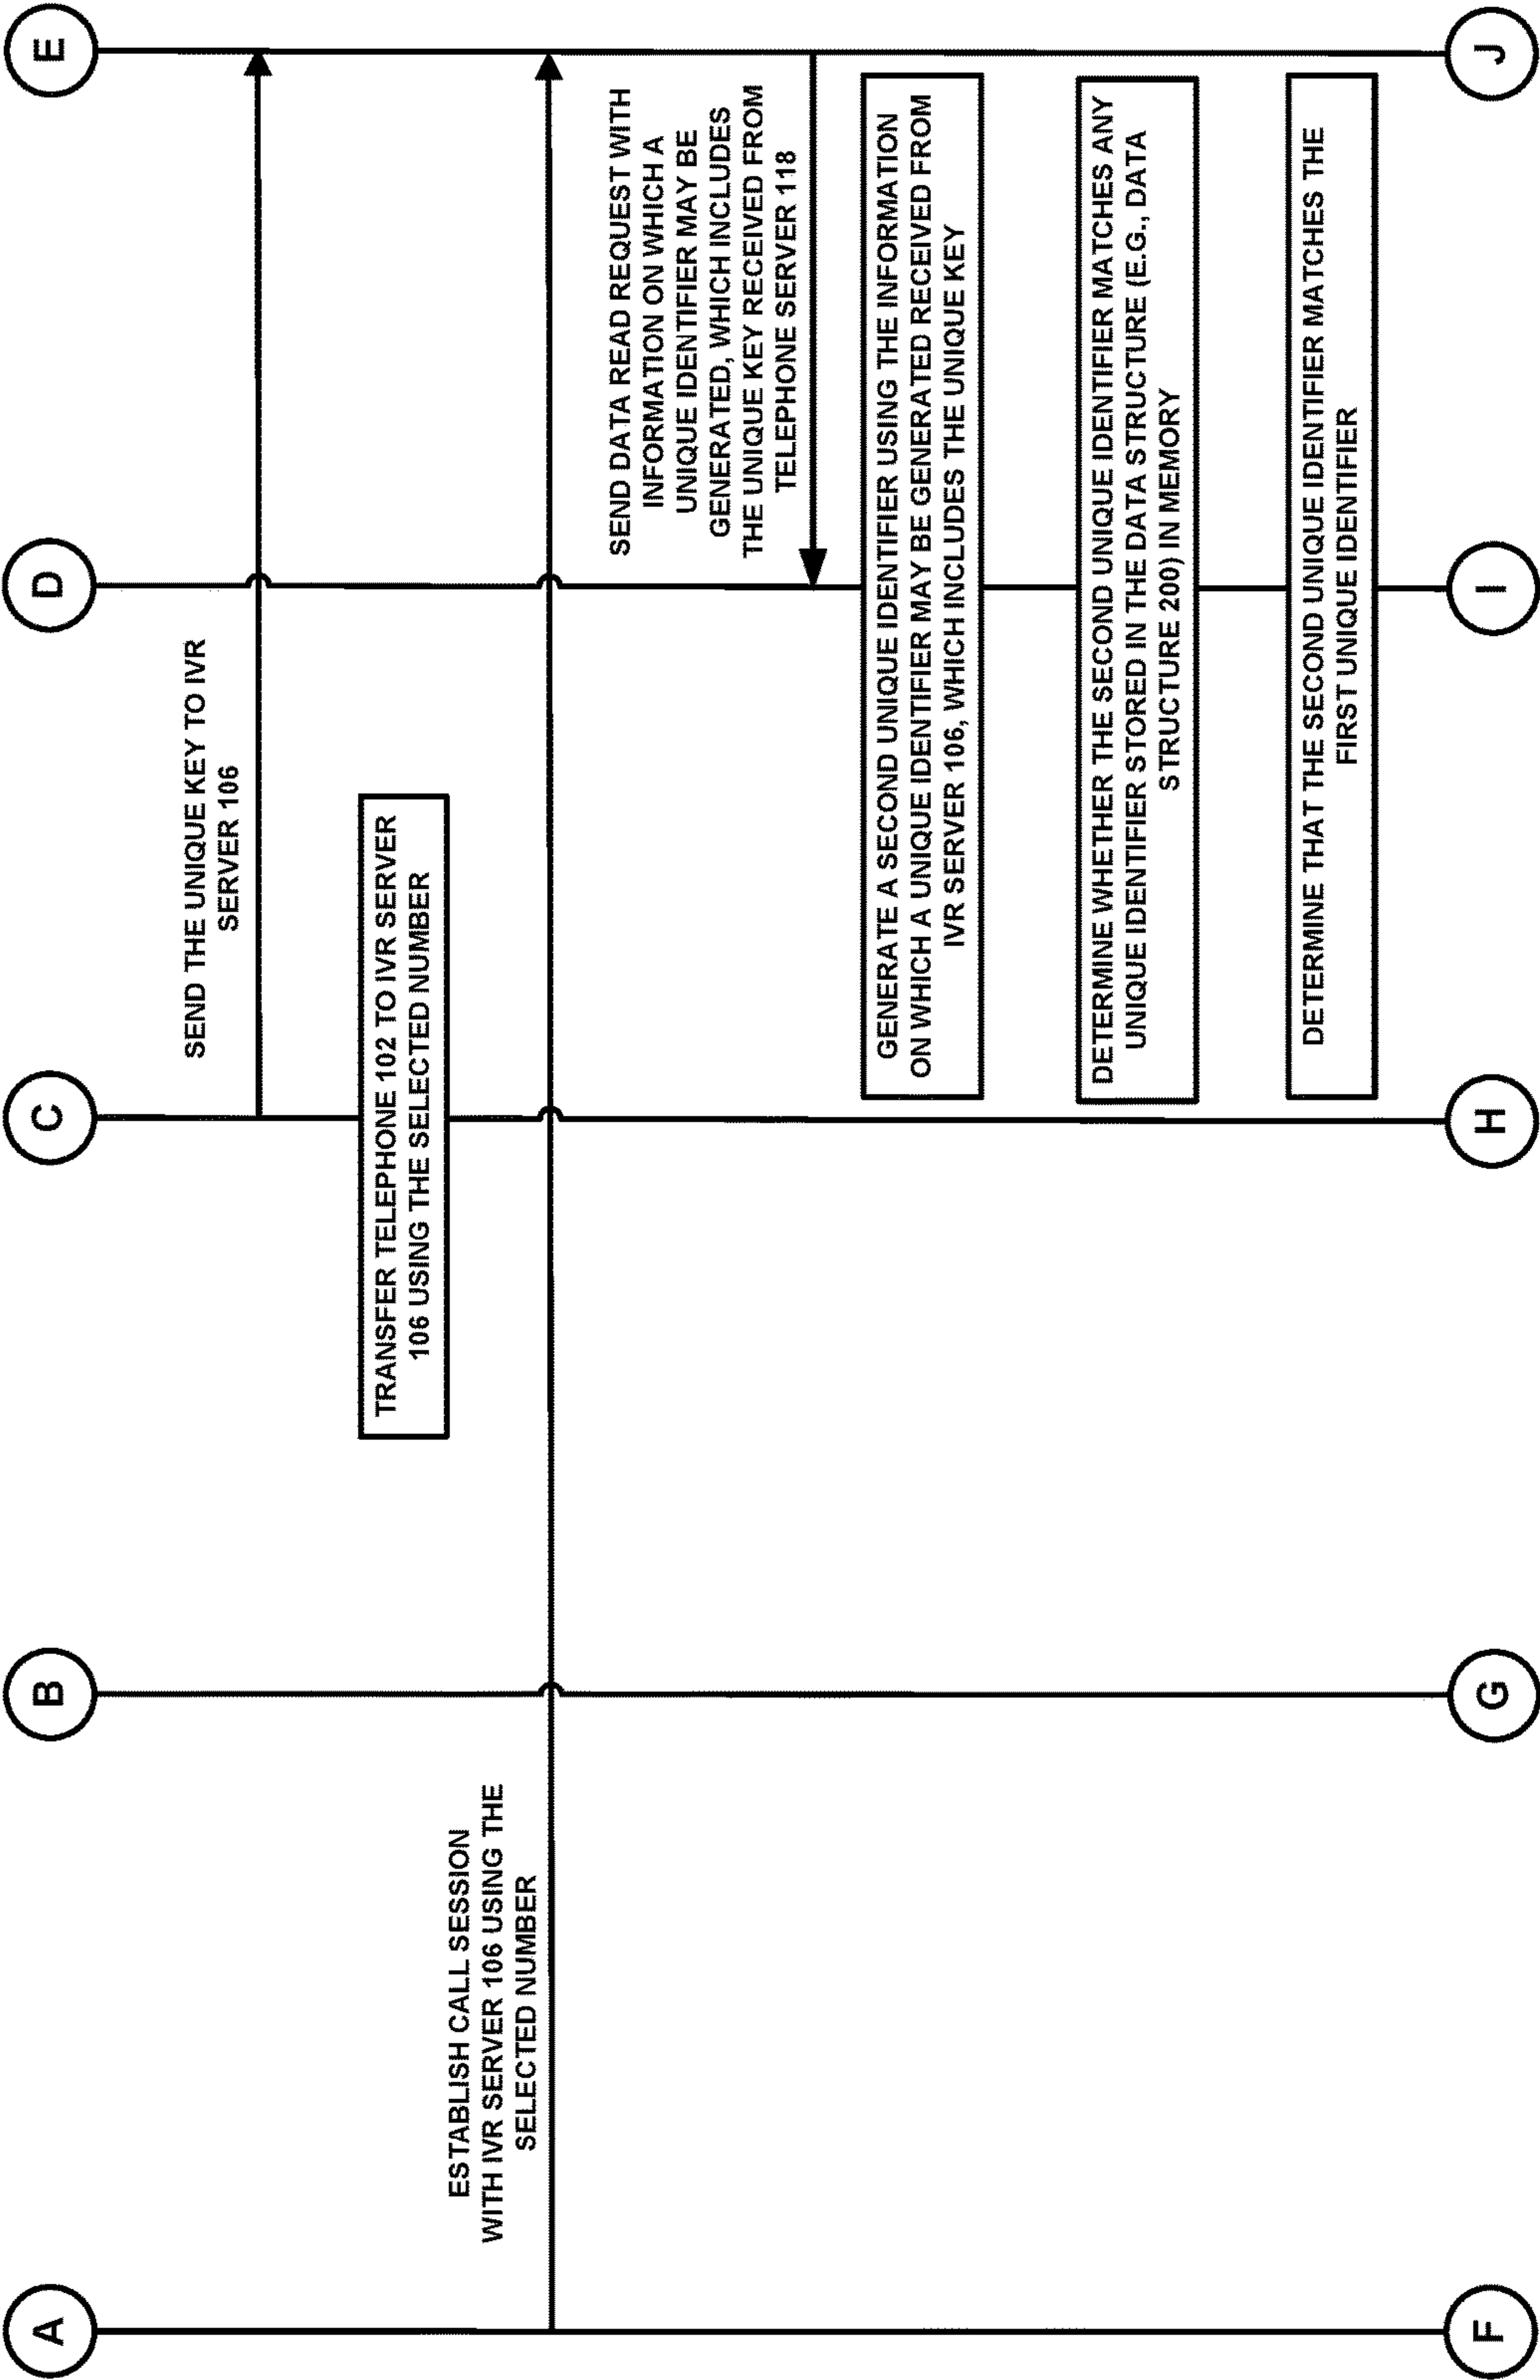 A
B
C
D
E
SEND THE UNIQUE KEY TO IVR
SERVER 106
TRANSFER TELEPHONE 102 TO IVR SERVER
106 USING THE SELECTED NUMBER
ESTABLISH CALL SESSION
WITH IVR SERVER 106 USING THE
SELECTED NUMBER
SEND DATA READ REQUEST WITH
INFORMATION ON WHICH A
UNIQUE IDENTIFIER MAY BE
GENERATED, WHICH INCLUDES
THE UNIQUE KEY RECEIVED FROM
TELEPHONE SERVER 118
GENERATE A SECOND UNIQUE IDENTIFIER USING THE INFORMATION
ON WHICH A UNIQUE IDENTIFIER MAY BE GENERATED RECEIVED FROM
IVR SERVER 106, WHICH INCLUDES THE UNIQUE KEY
DETERMINE WHETHER THE SECOND UNIQUE IDENTIFIER MATCHES ANY
UNIQUE IDENTIFIER STORED IN THE DATA STRUCTURE (E.G., DATA
STRUCTURE 200) IN MEMORY
DETERMINE THAT THE SECOND UNIQUE IDENTIFIER MATCHES THE
FIRST UNIQUE IDENTIFIER
F
G
H
I
J